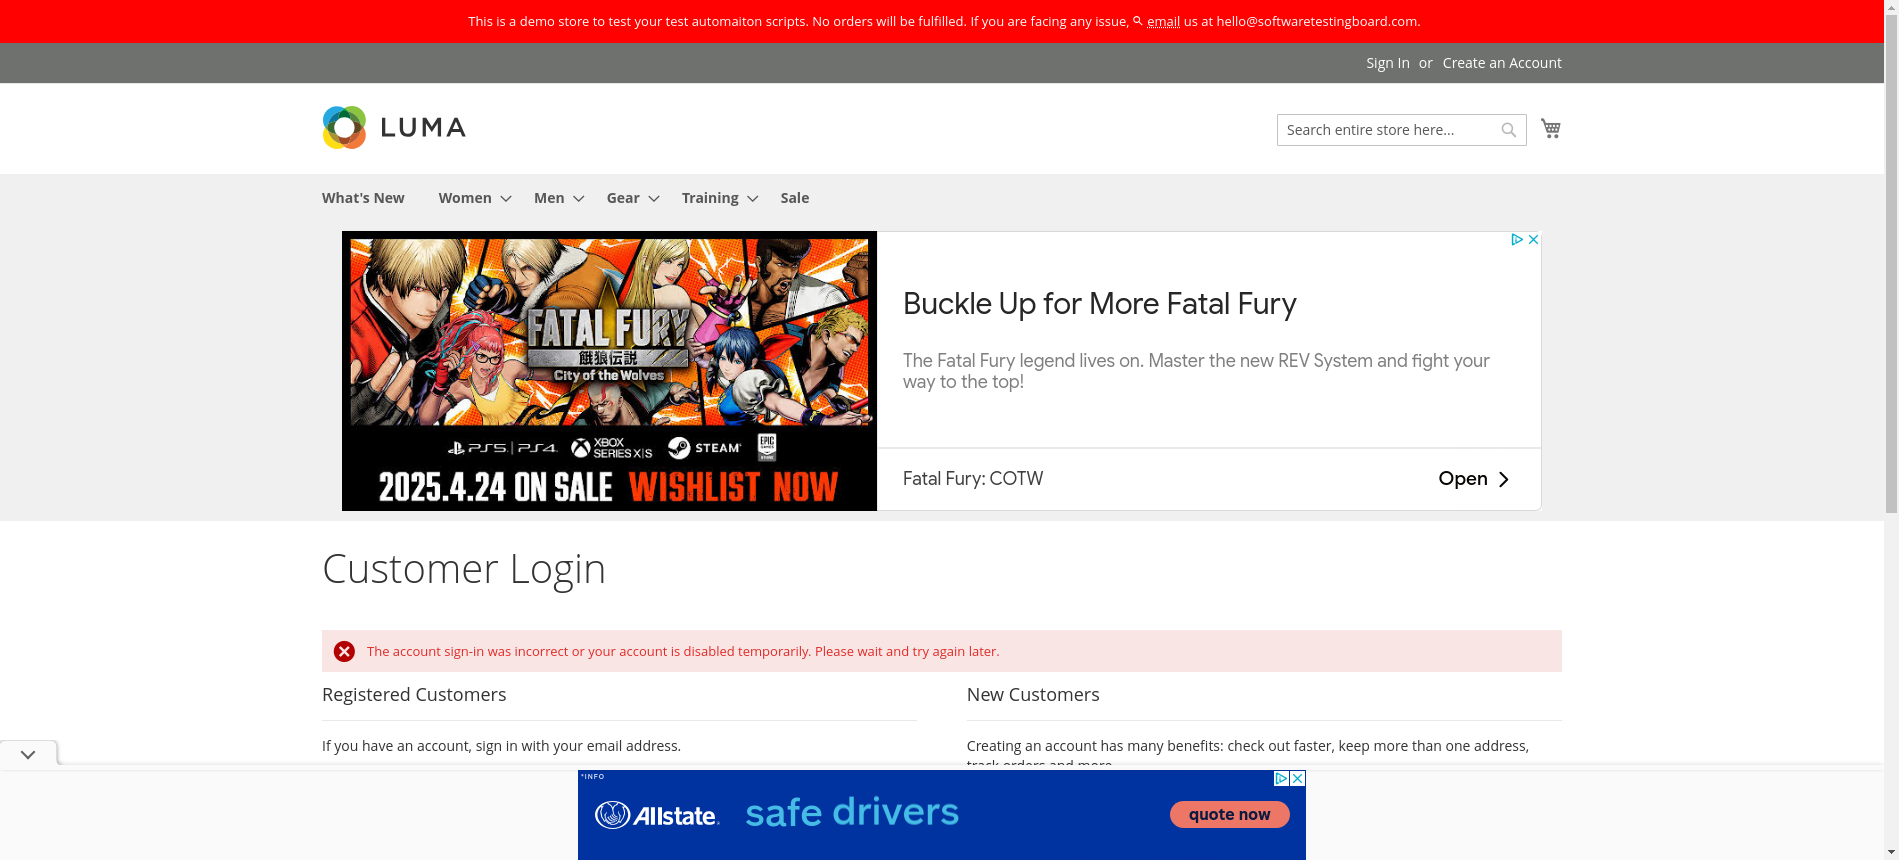 This is a demo store to test your test automaiton scripts. No orders will be fulfilled. If you are facing any issue, email us at hello@softwaretestingboard.com.
Sign In or Create an Account
LUMA
Search entire store here...
What's New Women Men Gear Training Sale
FATAL FURY
餓狼伝説
City of the Wolves
PS5 | PS4 XBOX SERIES X|S STEAM EPIC GAMES
2025.4.24 ON SALE WISHLIST NOW
Buckle Up for More Fatal Fury
The Fatal Fury legend lives on. Master the new REV System and fight your
way to the top!
Fatal Fury: COTW
Open
Customer Login
The account sign-in was incorrect or your account is disabled temporarily. Please wait and try again later.
Registered Customers
If you have an account, sign in with your email address.
New Customers
Creating an account has many benefits: check out faster, keep more than one address,
track orders and more.
*INFO
Allstate.
safe drivers
quote now